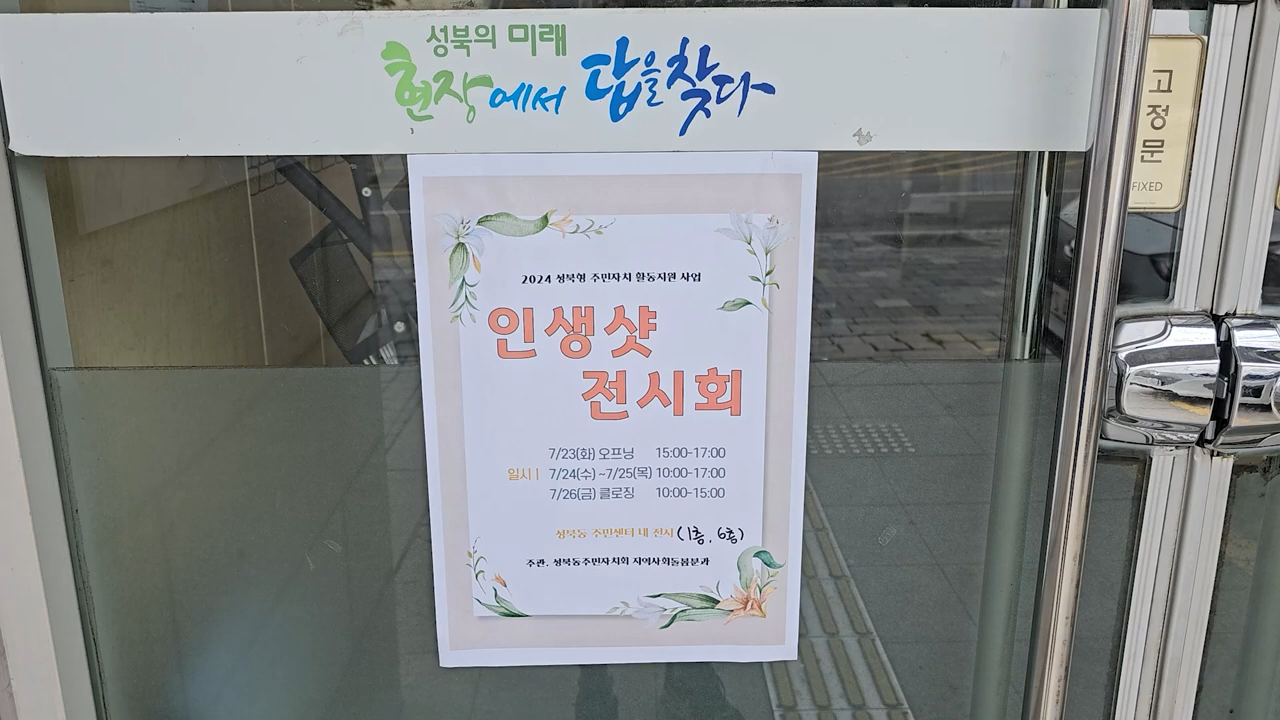 성북의 미래
현장에서 답을찾다
고정문
FIXED
2024 성북형 주민자치 활동지원 사업
인생샷
전시회
7/23(화) 오프닝 15:00-17:00
일시 | 7/24(수) ~7/25(목) 10:00-17:00
7/26(금) 클로징 10:00-15:00
성북동 주민센터 내 전시 (1층, 6층)
주관. 성북동주민자치회 지역사회돌봄분과